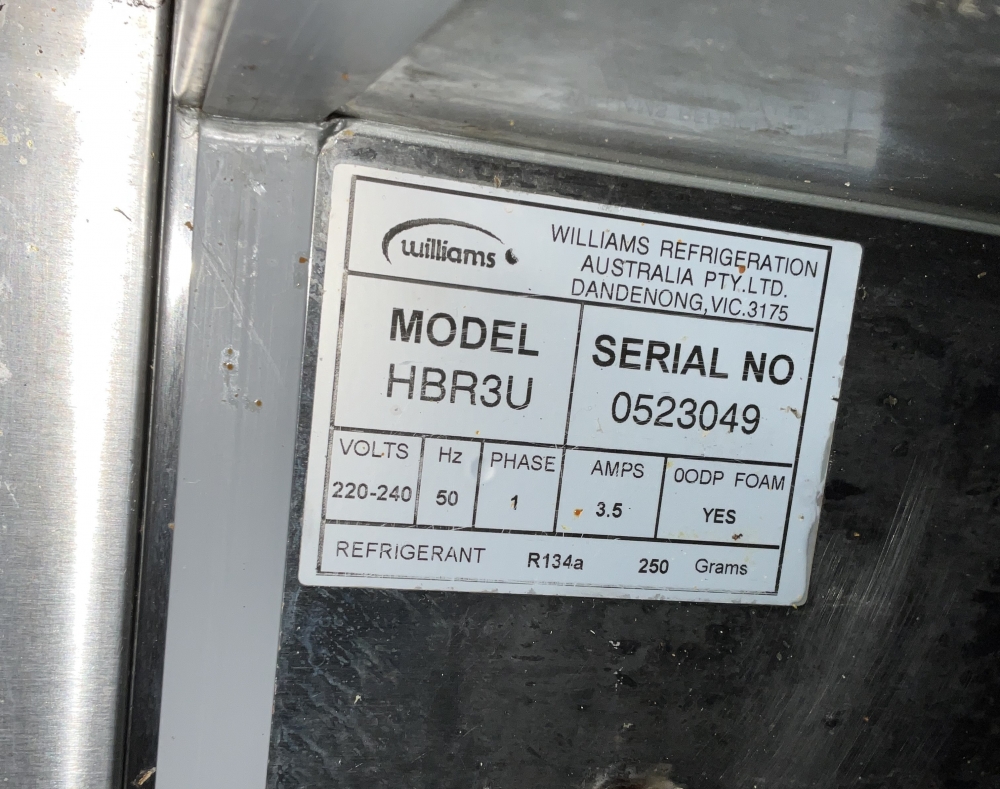 williams
WILLIAMS REFRIGERATION
AUSTRALIA PTY.LTD.
DANDENONG,VIC.3175
MODEL
HBR3U
SERIAL NO
0523049
VOLTS
220-240
Hz
50
PHASE
1
AMPS
3.5
0ODP FOAM
YES
REFRIGERANT R134a 250 Grams